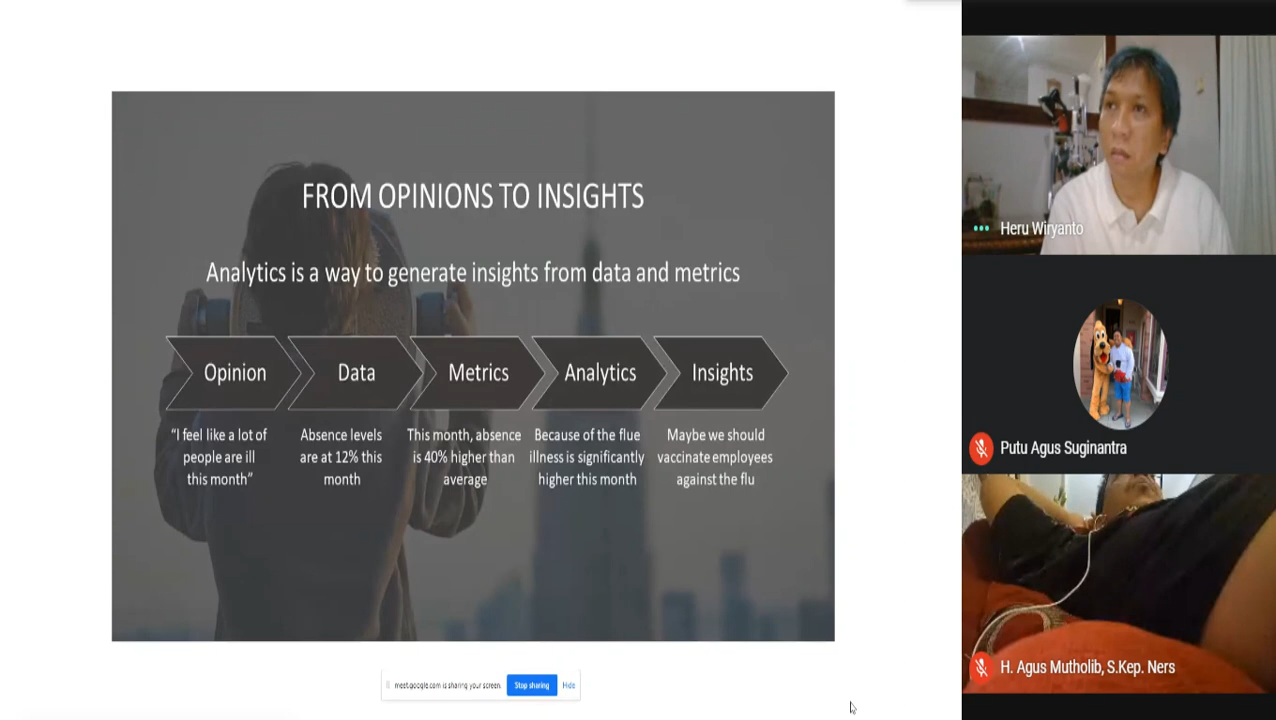 FROM OPINIONS TO INSIGHTS
Analytics is a way to generate insights from data and metrics
Opinion
Data
Metrics
Analytics
Insights
“I feel like a lot of
people are ill
this month”
Absence levels
are at 12% this
month
This month, absence
is 40% higher than
average
Because of the flue
illness is significantly
higher this month
Maybe we should
vaccinate employees
against the flu
meet.google.com is sharing your screen.
Stop sharing
Hide
Heru Wiryanto
Putu Agus Suginantra
H. Agus Mutholib, S.Kep. Ners